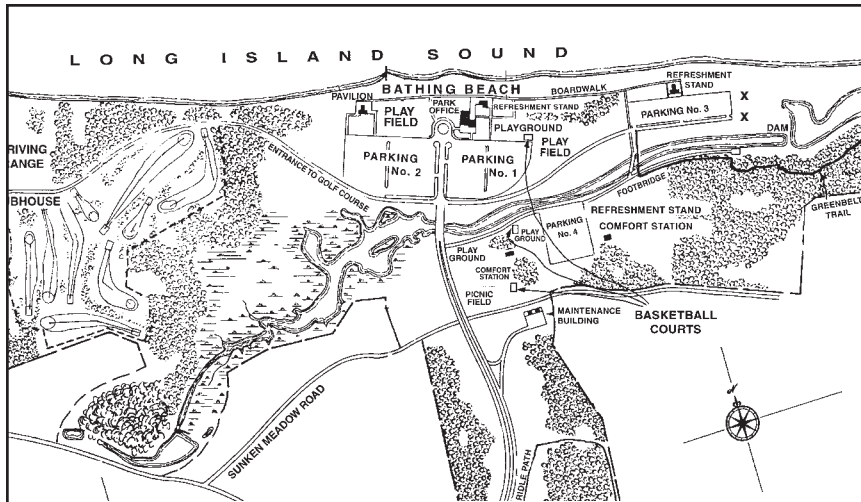 LONG ISLAND SOUND
BATHING BEACH
BOARDWALK
REFRESHMENT
STAND
PAVILION
PARK
OFFICE
REFRESHMENT STAND
PARKING No. 3
X
X
PLAY
FIELD
PLAYGROUND
PLAY
FIELD
DAM
RIVING
RANGE
ENTRANCE TO GOLF COURSE
PARKING
No. 2
PARKING
No. 1
FOOTBRIDGE
UBHOUSE
GREENBELT
TRAIL
REFRESHMENT STAND
COMFORT STATION
PARKING
No. 4
PLAY
GROUND
PLAY
GROUND
COMFORT
STATION
PICNIC
FIELD
MAINTENANCE
BUILDING
BASKETBALL
COURTS
SUNKEN MEADOW ROAD
RIDLE PATH